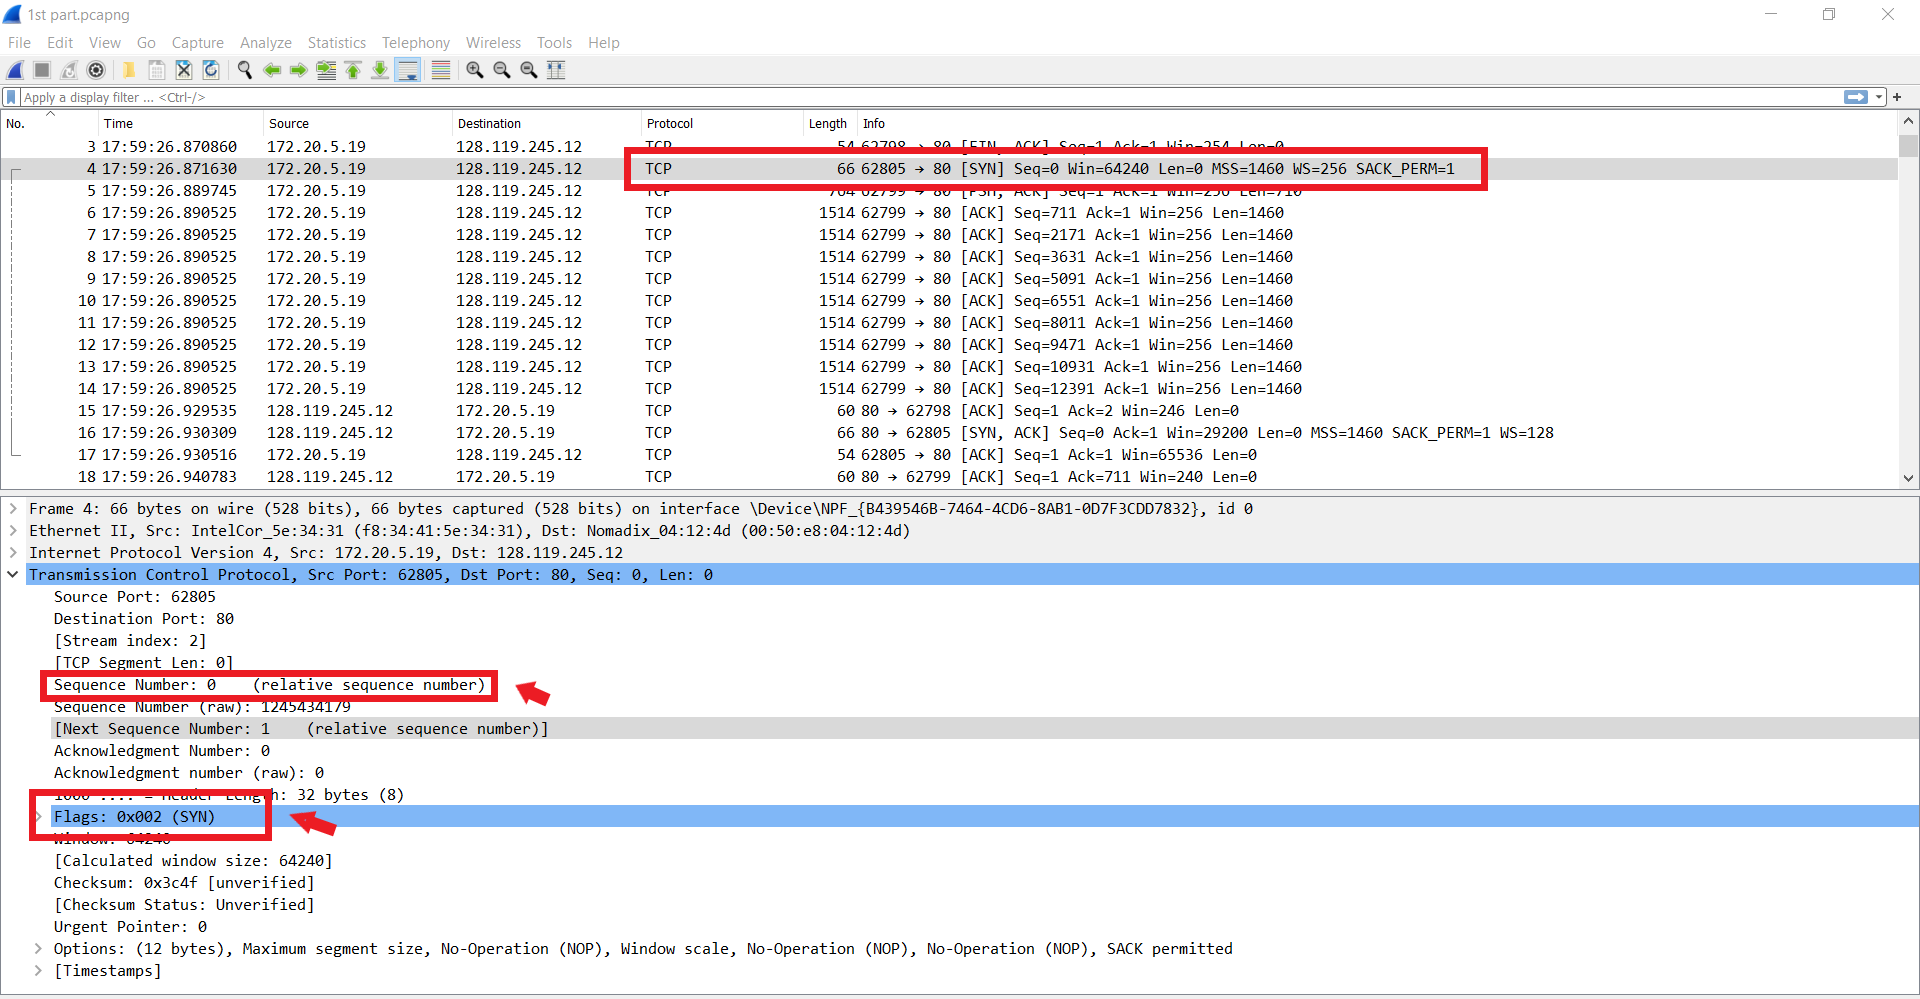 1st part.pcapng
File Edit View Go Capture Analyze Statistics Telephony Wireless Tools Help
Apply a display filter ... <Ctrl-/>
+
No. Time Source Destination Protocol Length Info
3 17:59:26.870860 172.20.5.19 128.119.245.12 TCP 54 62798 → 80 [FIN, ACK] Seq=1 Ack=1 Win=254 Len=0
4 17:59:26.871630 172.20.5.19 128.119.245.12 TCP 66 62805 → 80 [SYN] Seq=0 Win=64240 Len=0 MSS=1460 WS=256 SACK_PERM=1
5 17:59:26.889745 172.20.5.19 128.119.245.12 TCP 764 62799 → 80 [PSH, ACK] Seq=1 Ack=1 Win=256 Len=710
6 17:59:26.890525 172.20.5.19 128.119.245.12 TCP 1514 62799 → 80 [ACK] Seq=711 Ack=1 Win=256 Len=1460
7 17:59:26.890525 172.20.5.19 128.119.245.12 TCP 1514 62799 → 80 [ACK] Seq=2171 Ack=1 Win=256 Len=1460
8 17:59:26.890525 172.20.5.19 128.119.245.12 TCP 1514 62799 → 80 [ACK] Seq=3631 Ack=1 Win=256 Len=1460
9 17:59:26.890525 172.20.5.19 128.119.245.12 TCP 1514 62799 → 80 [ACK] Seq=5091 Ack=1 Win=256 Len=1460
10 17:59:26.890525 172.20.5.19 128.119.245.12 TCP 1514 62799 → 80 [ACK] Seq=6551 Ack=1 Win=256 Len=1460
11 17:59:26.890525 172.20.5.19 128.119.245.12 TCP 1514 62799 → 80 [ACK] Seq=8011 Ack=1 Win=256 Len=1460
12 17:59:26.890525 172.20.5.19 128.119.245.12 TCP 1514 62799 → 80 [ACK] Seq=9471 Ack=1 Win=256 Len=1460
13 17:59:26.890525 172.20.5.19 128.119.245.12 TCP 1514 62799 → 80 [ACK] Seq=10931 Ack=1 Win=256 Len=1460
14 17:59:26.890525 172.20.5.19 128.119.245.12 TCP 1514 62799 → 80 [ACK] Seq=12391 Ack=1 Win=256 Len=1460
15 17:59:26.929535 128.119.245.12 172.20.5.19 TCP 60 80 → 62798 [ACK] Seq=1 Ack=2 Win=246 Len=0
16 17:59:26.930309 128.119.245.12 172.20.5.19 TCP 66 80 → 62805 [SYN, ACK] Seq=0 Ack=1 Win=29200 Len=0 MSS=1460 SACK_PERM=1 WS=128
17 17:59:26.930516 172.20.5.19 128.119.245.12 TCP 54 62805 → 80 [ACK] Seq=1 Ack=1 Win=65536 Len=0
18 17:59:26.940783 128.119.245.12 172.20.5.19 TCP 60 80 → 62799 [ACK] Seq=1 Ack=711 Win=240 Len=0
Frame 4: 66 bytes on wire (528 bits), 66 bytes captured (528 bits) on interface \Device\NPF_{B439546B-7464-4CD6-8AB1-0D7F3CDD7832}, id 0
Ethernet II, Src: IntelCor_5e:34:31 (f8:34:41:5e:34:31), Dst: Nomadix_04:12:4d (00:50:e8:04:12:4d)
Internet Protocol Version 4, Src: 172.20.5.19, Dst: 128.119.245.12
Transmission Control Protocol, Src Port: 62805, Dst Port: 80, Seq: 0, Len: 0
Source Port: 62805
Destination Port: 80
[Stream index: 2]
[TCP Segment Len: 0]
Sequence Number: 0 (relative sequence number)
Sequence Number (raw): 1245434179
[Next Sequence Number: 1 (relative sequence number)]
Acknowledgment Number: 0
Acknowledgment number (raw): 0
1000 .... = Header Length: 32 bytes (8)
Flags: 0x002 (SYN)
Window: 64240
[Calculated window size: 64240]
Checksum: 0x3c4f [unverified]
[Checksum Status: Unverified]
Urgent Pointer: 0
Options: (12 bytes), Maximum segment size, No-Operation (NOP), Window scale, No-Operation (NOP), No-Operation (NOP), SACK permitted
[Timestamps]